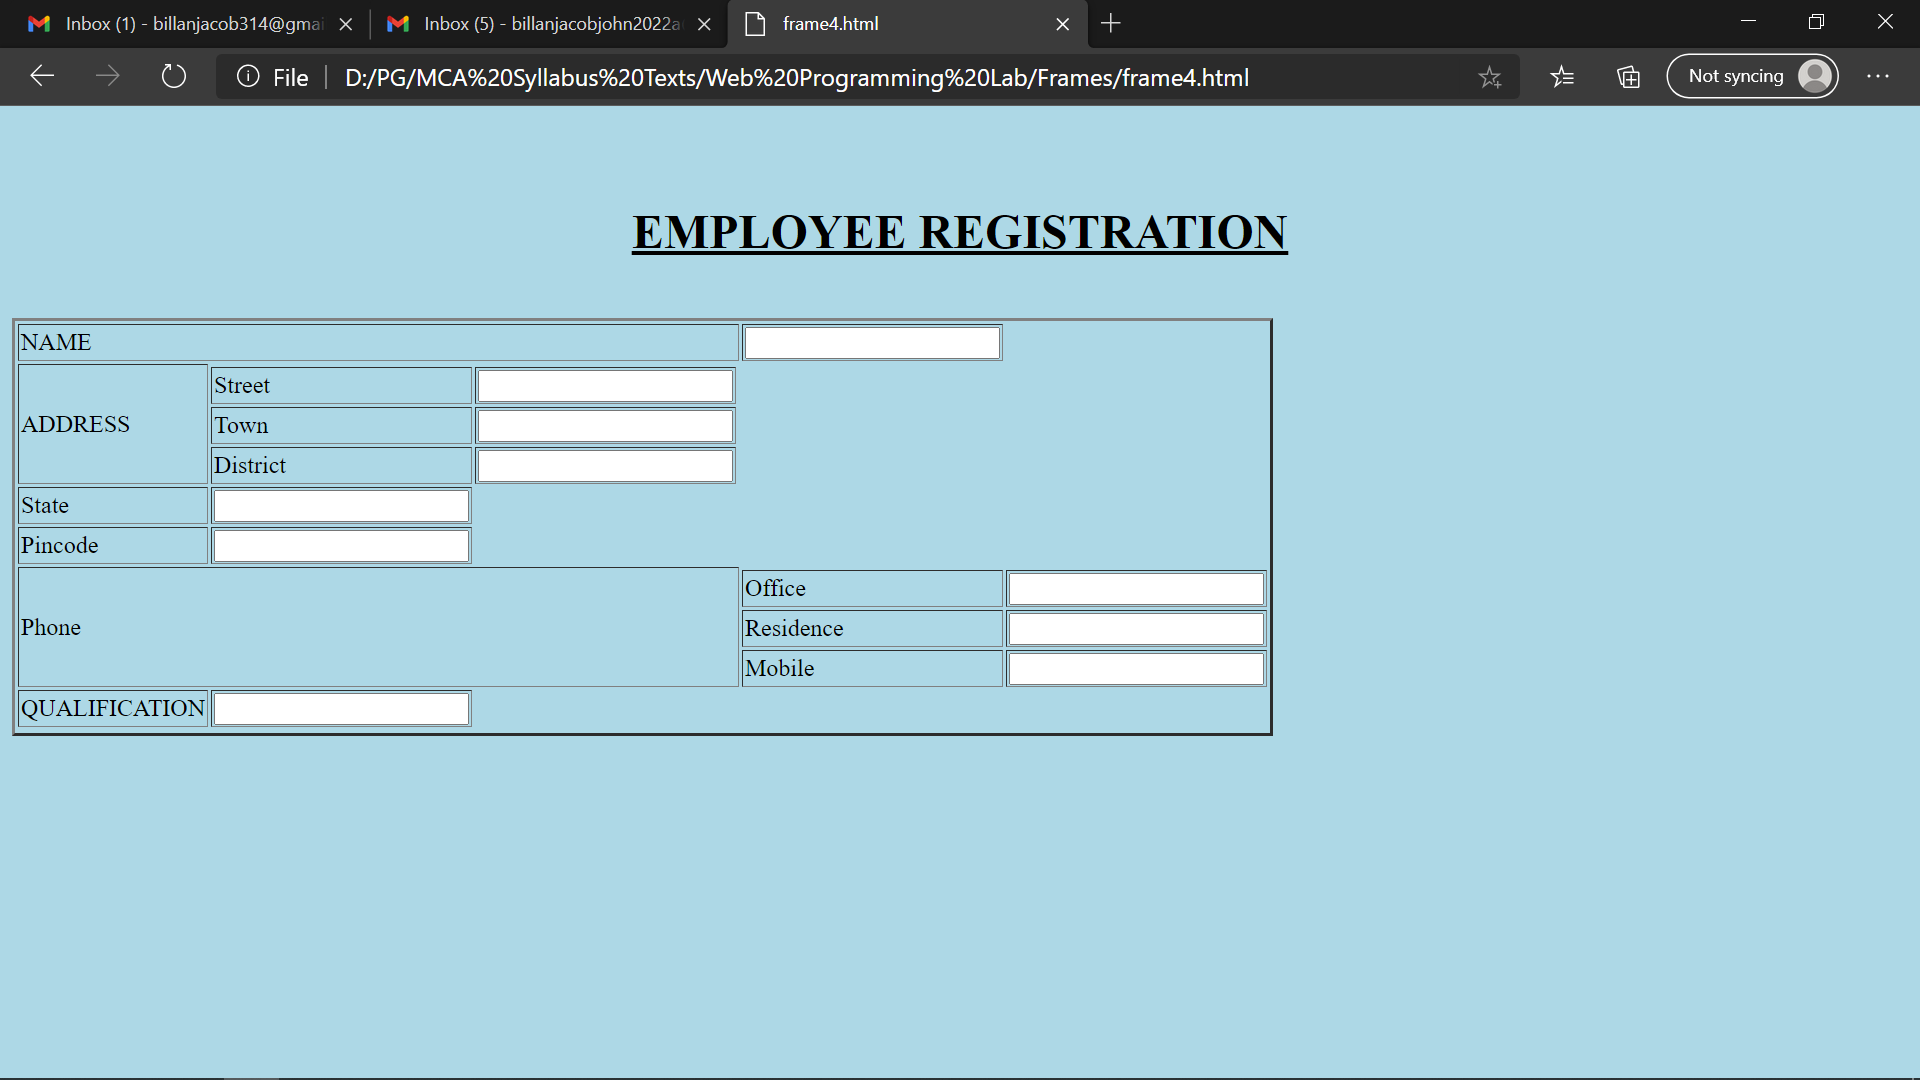 Inbox (1) - billanjacob314@gmai
Inbox (5) - billanjacobjohn2022a
frame4.html
File
D:/PG/MCA%20Syllabus%20Texts/Web%20Programming%20Lab/Frames/frame4.html
Not syncing
EMPLOYEE REGISTRATION
NAME
ADDRESS
Street
Town
District
State
Pincode
Phone
Office
Residence
Mobile
QUALIFICATION